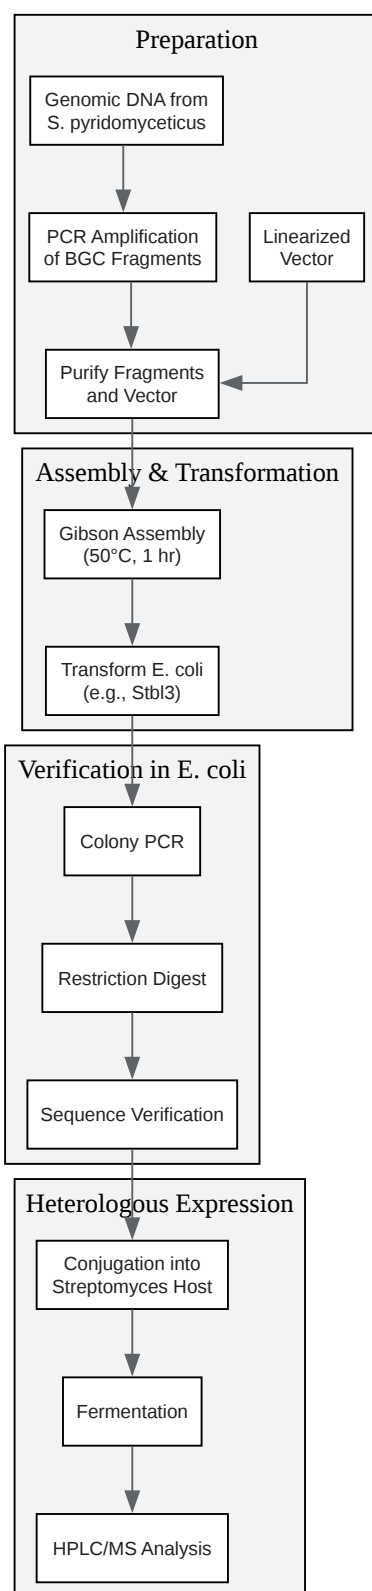 Preparation
Genomic DNA from
S. pyridomyceticus
PCR Amplification
of BGC Fragments
Linearized
Vector
Purify Fragments
and Vector
Assembly & Transformation
Gibson Assembly
(50°C, 1 hr)
Transform E. coli
(e.g., Stbl3)
Verification in E. coli
Colony PCR
Restriction Digest
Sequence Verification
Heterologous Expression
Conjugation into
Streptomyces Host
Fermentation
HPLC/MS Analysis